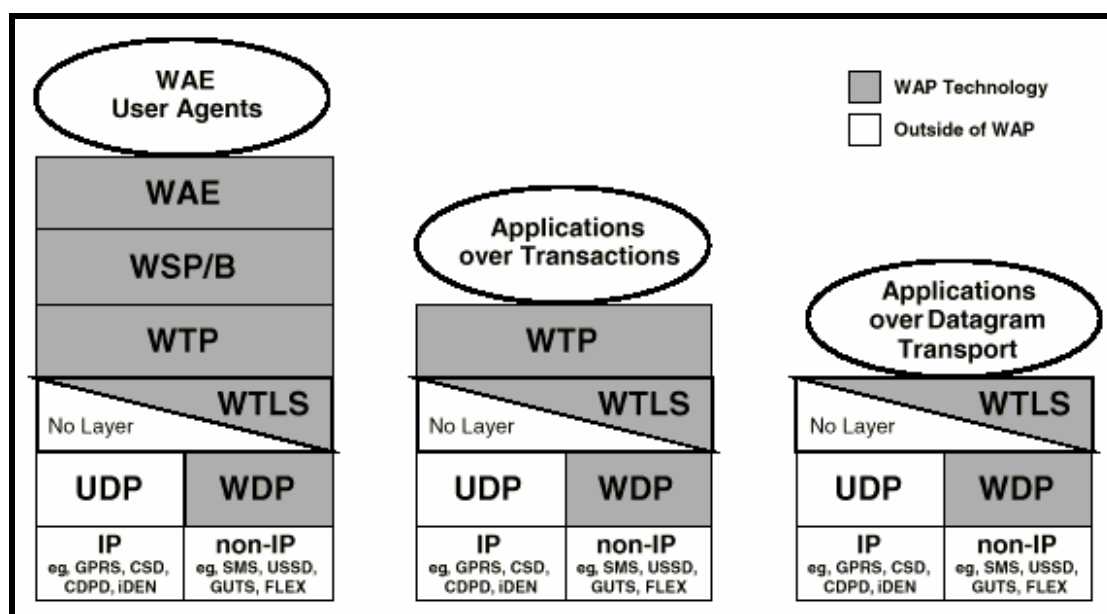 WAE
User Agents
WAE
WSP/B
WTP
WTLS
No Layer
UDP
WDP
IP
eg, GPRS, CSD,
CDPD, iDEN
non-IP
eg, SMS, USSD,
GUTS, FLEX
Applications
over Transactions
WTP
WTLS
No Layer
UDP
WDP
IP
eg, GPRS, CSD,
CDPD, iDEN
non-IP
eg, SMS, USSD,
GUTS, FLEX
WAP Technology
Outside of WAP
Applications
over Datagram
Transport
WTLS
No Layer
UDP
WDP
IP
eg, GPRS, CSD,
CDPD, iDEN
non-IP
eg, SMS, USSD,
GUTS, FLEX